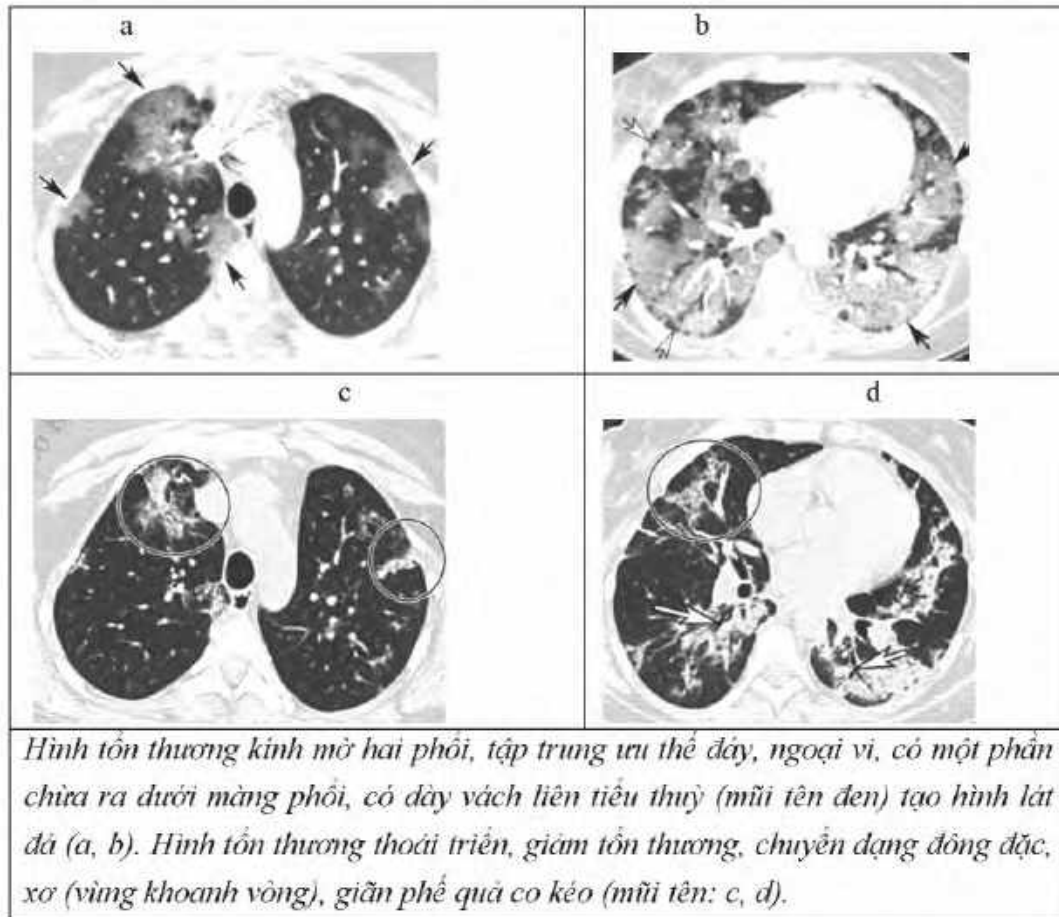 a
b
c
d
Hình tổn thương kính mờ hai phổi, tập trung ưu thế đáy, ngoại vi, có một phần
chừa ra dưới màng phổi, có dày vách liên tiểu thuỳ (mũi tên đen) tạo hình lát
đá (a, b). Hình tổn thương thoái triển, giảm tổn thương, chuyển dạng đông đặc,
xơ (vùng khoanh vòng), giãn phế quản co kéo (mũi tên: c, d).